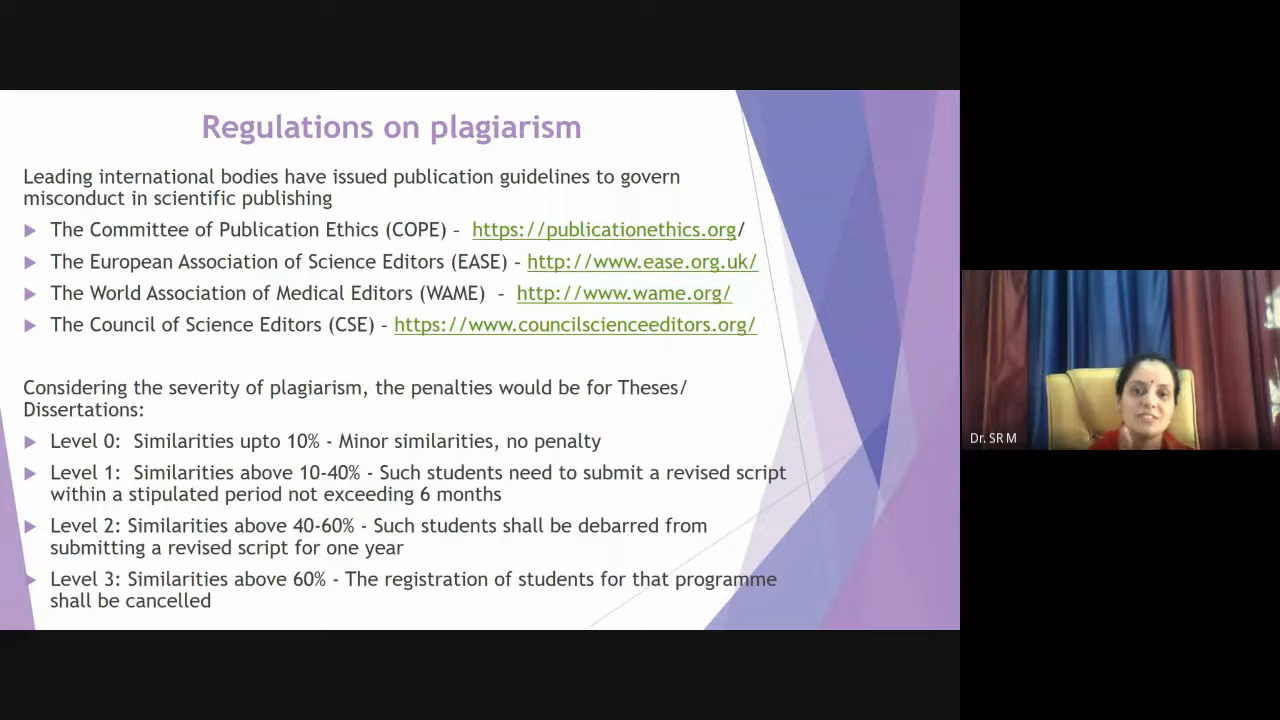 Regulations on plagiarism
Leading international bodies have issued publication guidelines to govern
misconduct in scientific publishing
The Committee of Publication Ethics (COPE) – https://publicationethics.org/
The European Association of Science Editors (EASE) – http://www.ease.org.uk/
The World Association of Medical Editors (WAME) – http://www.wame.org/
The Council of Science Editors (CSE) – https://www.councilscienceeditors.org/
Considering the severity of plagiarism, the penalties would be for Theses/
Dissertations:
Level 0: Similarities upto 10% - Minor similarities, no penalty
Level 1: Similarities above 10-40% - Such students need to submit a revised script
within a stipulated period not exceeding 6 months
Level 2: Similarities above 40-60% - Such students shall be debarred from
submitting a revised script for one year
Level 3: Similarities above 60% - The registration of students for that programme
shall be cancelled
Dr. SR M